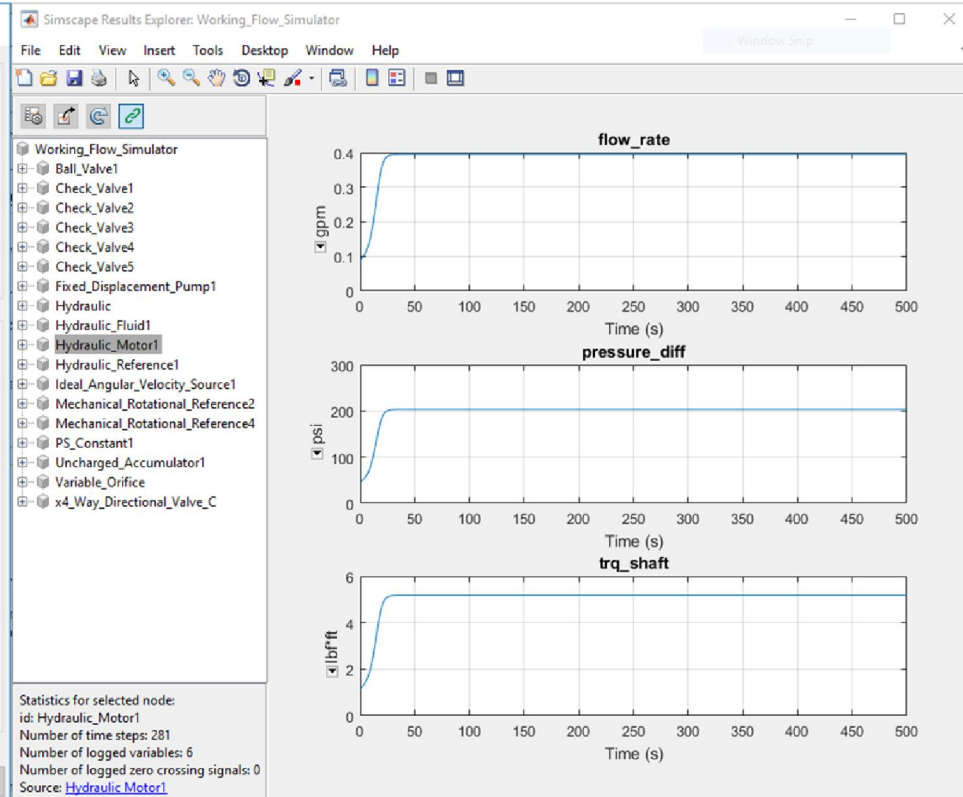 Simscape Results Explorer: Working_Flow_Simulator
Window Snip
File Edit View Insert Tools Desktop Window Help
Working_Flow_Simulator
Ball_Valve1
Check_Valve1
Check_Valve2
Check_Valve3
Check_Valve4
Check_Valve5
Fixed_Displacement_Pump1
Hydraulic
Hydraulic_Fluid1
Hydraulic_Motor1
Hydraulic_Reference1
Ideal_Angular_Velocity_Source1
Mechanical_Rotational_Reference2
Mechanical_Rotational_Reference4
PS_Constant1
Uncharged_Accumulator1
Variable_Orifice
x4_Way_Directional_Valve_C
Statistics for selected node:
id: Hydraulic_Motor1
Number of time steps: 281
Number of logged variables: 6
Number of logged zero crossing signals: 0
Source: Hydraulic Motor1
flow_rate
gpm
0.4
0.3
0.2
0.1
0
0 50 100 150 200 250 300 350 400 450 500
Time (s)
pressure_diff
psi
300
200
100
0
0 50 100 150 200 250 300 350 400 450 500
Time (s)
trq_shaft
lbf*ft
6
4
2
0
0 50 100 150 200 250 300 350 400 450 500
Time (s)